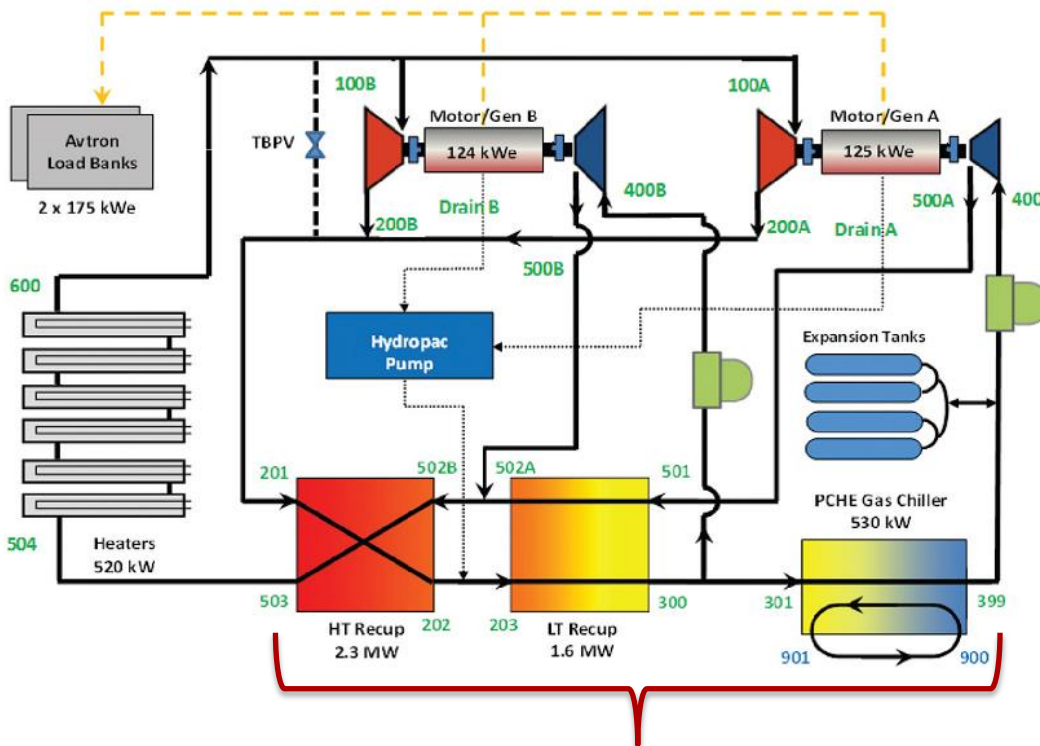 100B
100A
Motor/Gen B
Motor/Gen A
Avtron
Load Banks
TBPV
124 kWe
125 kWe
2 x 175 kWe
400B
500A
400
Drain B
200B
200A
Drain A
500B
600
Hydropac
Pump
Expansion Tanks
201
502B
502A
501
PCHE Gas Chiller
530 kW
504
Heaters
520 kW
503
202
203
300
301
399
HT Recup
2.3 MW
LT Recup
1.6 MW
901
900